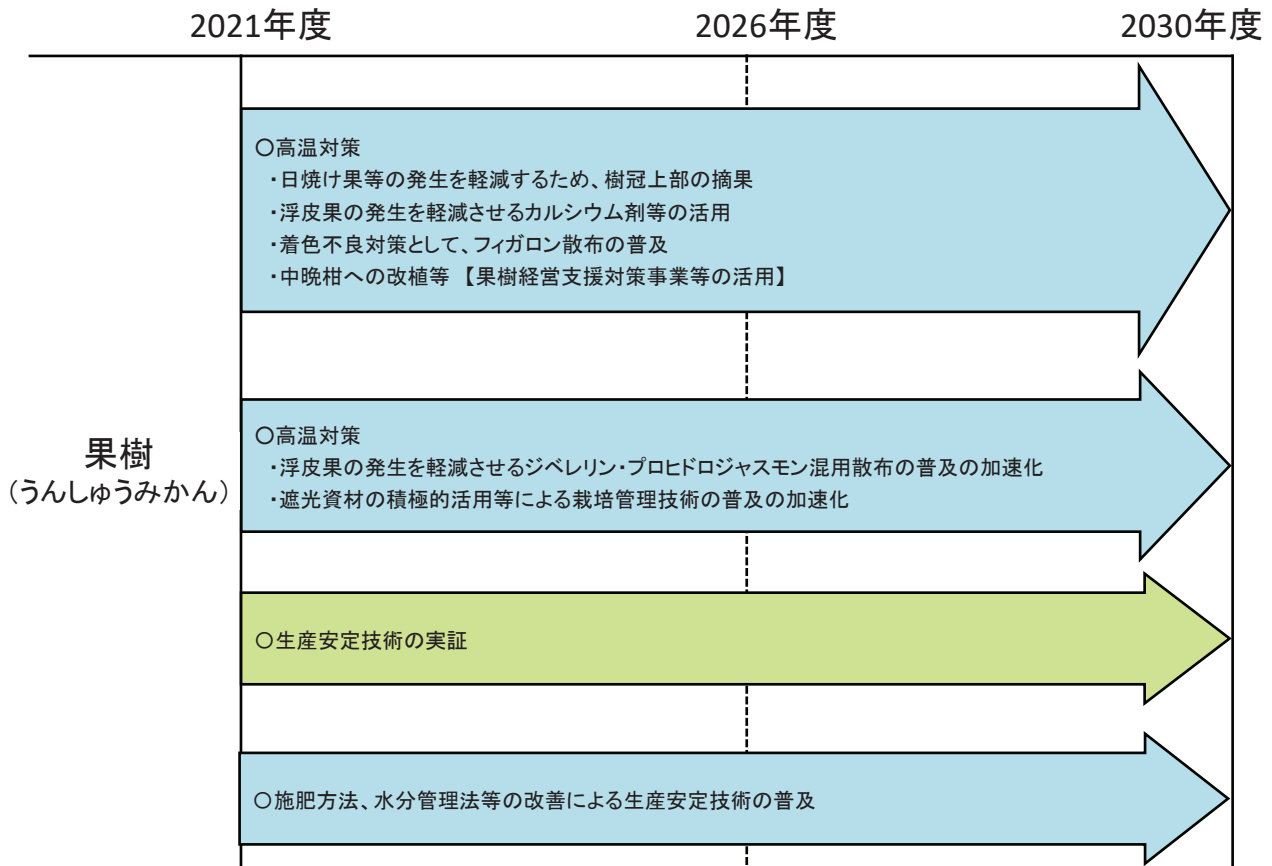 2021年度 2026年度 2030年度
〇高温対策
・日焼け果等の発生を軽減するため、樹冠上部の摘果
・浮皮果の発生を軽減させるカルシウム剤等の活用
・着色不良対策として、フィガロン散布の普及
・中晩柑への改植等 【果樹経営支援対策事業等の活用】
果樹
(うんしゅうみかん)
〇高温対策
・浮皮果の発生を軽減させるジベレリン・プロヒドロジャスモン混用散布の普及の加速化
・遮光資材の積極的活用等による栽培管理技術の普及の加速化
〇生産安定技術の実証
〇施肥方法、水分管理法等の改善による生産安定技術の普及